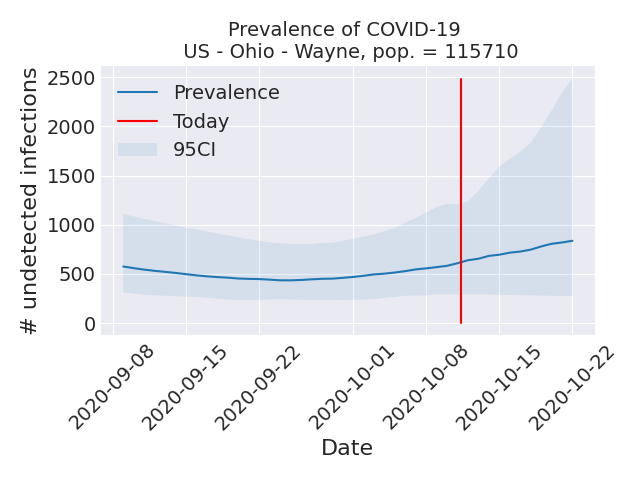 Prevalence of COVID-19
US - Ohio - Wayne, pop. = 115710
# undetected infections
2500
2000
1500
1000
500
0
Prevalence
Today
95CI
2020-09-08
2020-09-15
2020-09-22
2020-10-01
2020-10-08
2020-10-15
2020-10-22
Date